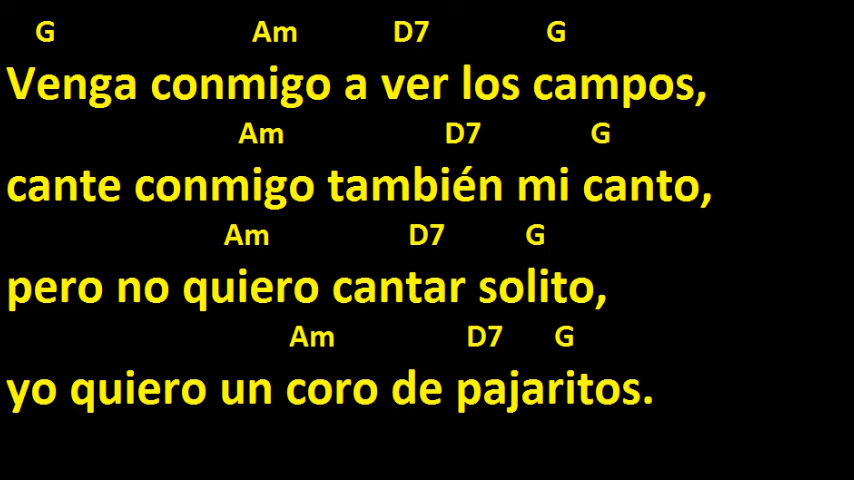 G Am D7 G
Venga conmigo a ver los campos,
Am D7 G
cante conmigo también mi canto,
Am D7 G
pero no quiero cantar solito,
Am D7 G
yo quiero un coro de pajaritos.